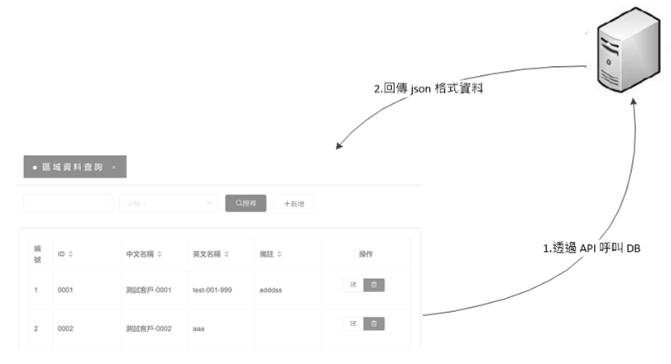 2.回傳 json 格式資料
● 區域資料查詢 ×
請輸入
搜尋
+新增
1.透過 API 呼叫 DB
編號 ID 中文名稱 英文名稱 備註 操作
1 0001 測試客戶-0001 test-001-999 adddss
2 0002 測試客戶-0002 aaa